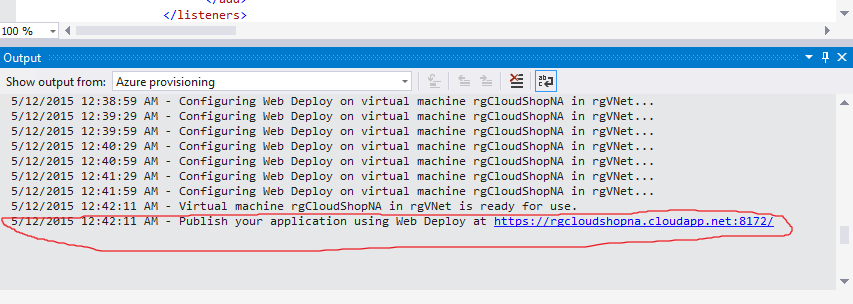 </add>
</listeners>
100 %
Output
Show output from: Azure provisioning
5/12/2015 12:38:59 AM - Configuring Web Deploy on virtual machine rgCloudShopNA in rgVNet...
5/12/2015 12:39:29 AM - Configuring Web Deploy on virtual machine rgCloudShopNA in rgVNet...
5/12/2015 12:39:59 AM - Configuring Web Deploy on virtual machine rgCloudShopNA in rgVNet...
5/12/2015 12:40:29 AM - Configuring Web Deploy on virtual machine rgCloudShopNA in rgVNet...
5/12/2015 12:40:59 AM - Configuring Web Deploy on virtual machine rgCloudShopNA in rgVNet...
5/12/2015 12:41:29 AM - Configuring Web Deploy on virtual machine rgCloudShopNA in rgVNet...
5/12/2015 12:41:59 AM - Configuring Web Deploy on virtual machine rgCloudShopNA in rgVNet...
5/12/2015 12:42:11 AM - Virtual machine rgCloudShopNA in rgVNet is ready for use.
5/12/2015 12:42:11 AM - Publish your application using Web Deploy at https://rgcloudshopna.cloudapp.net:8172/